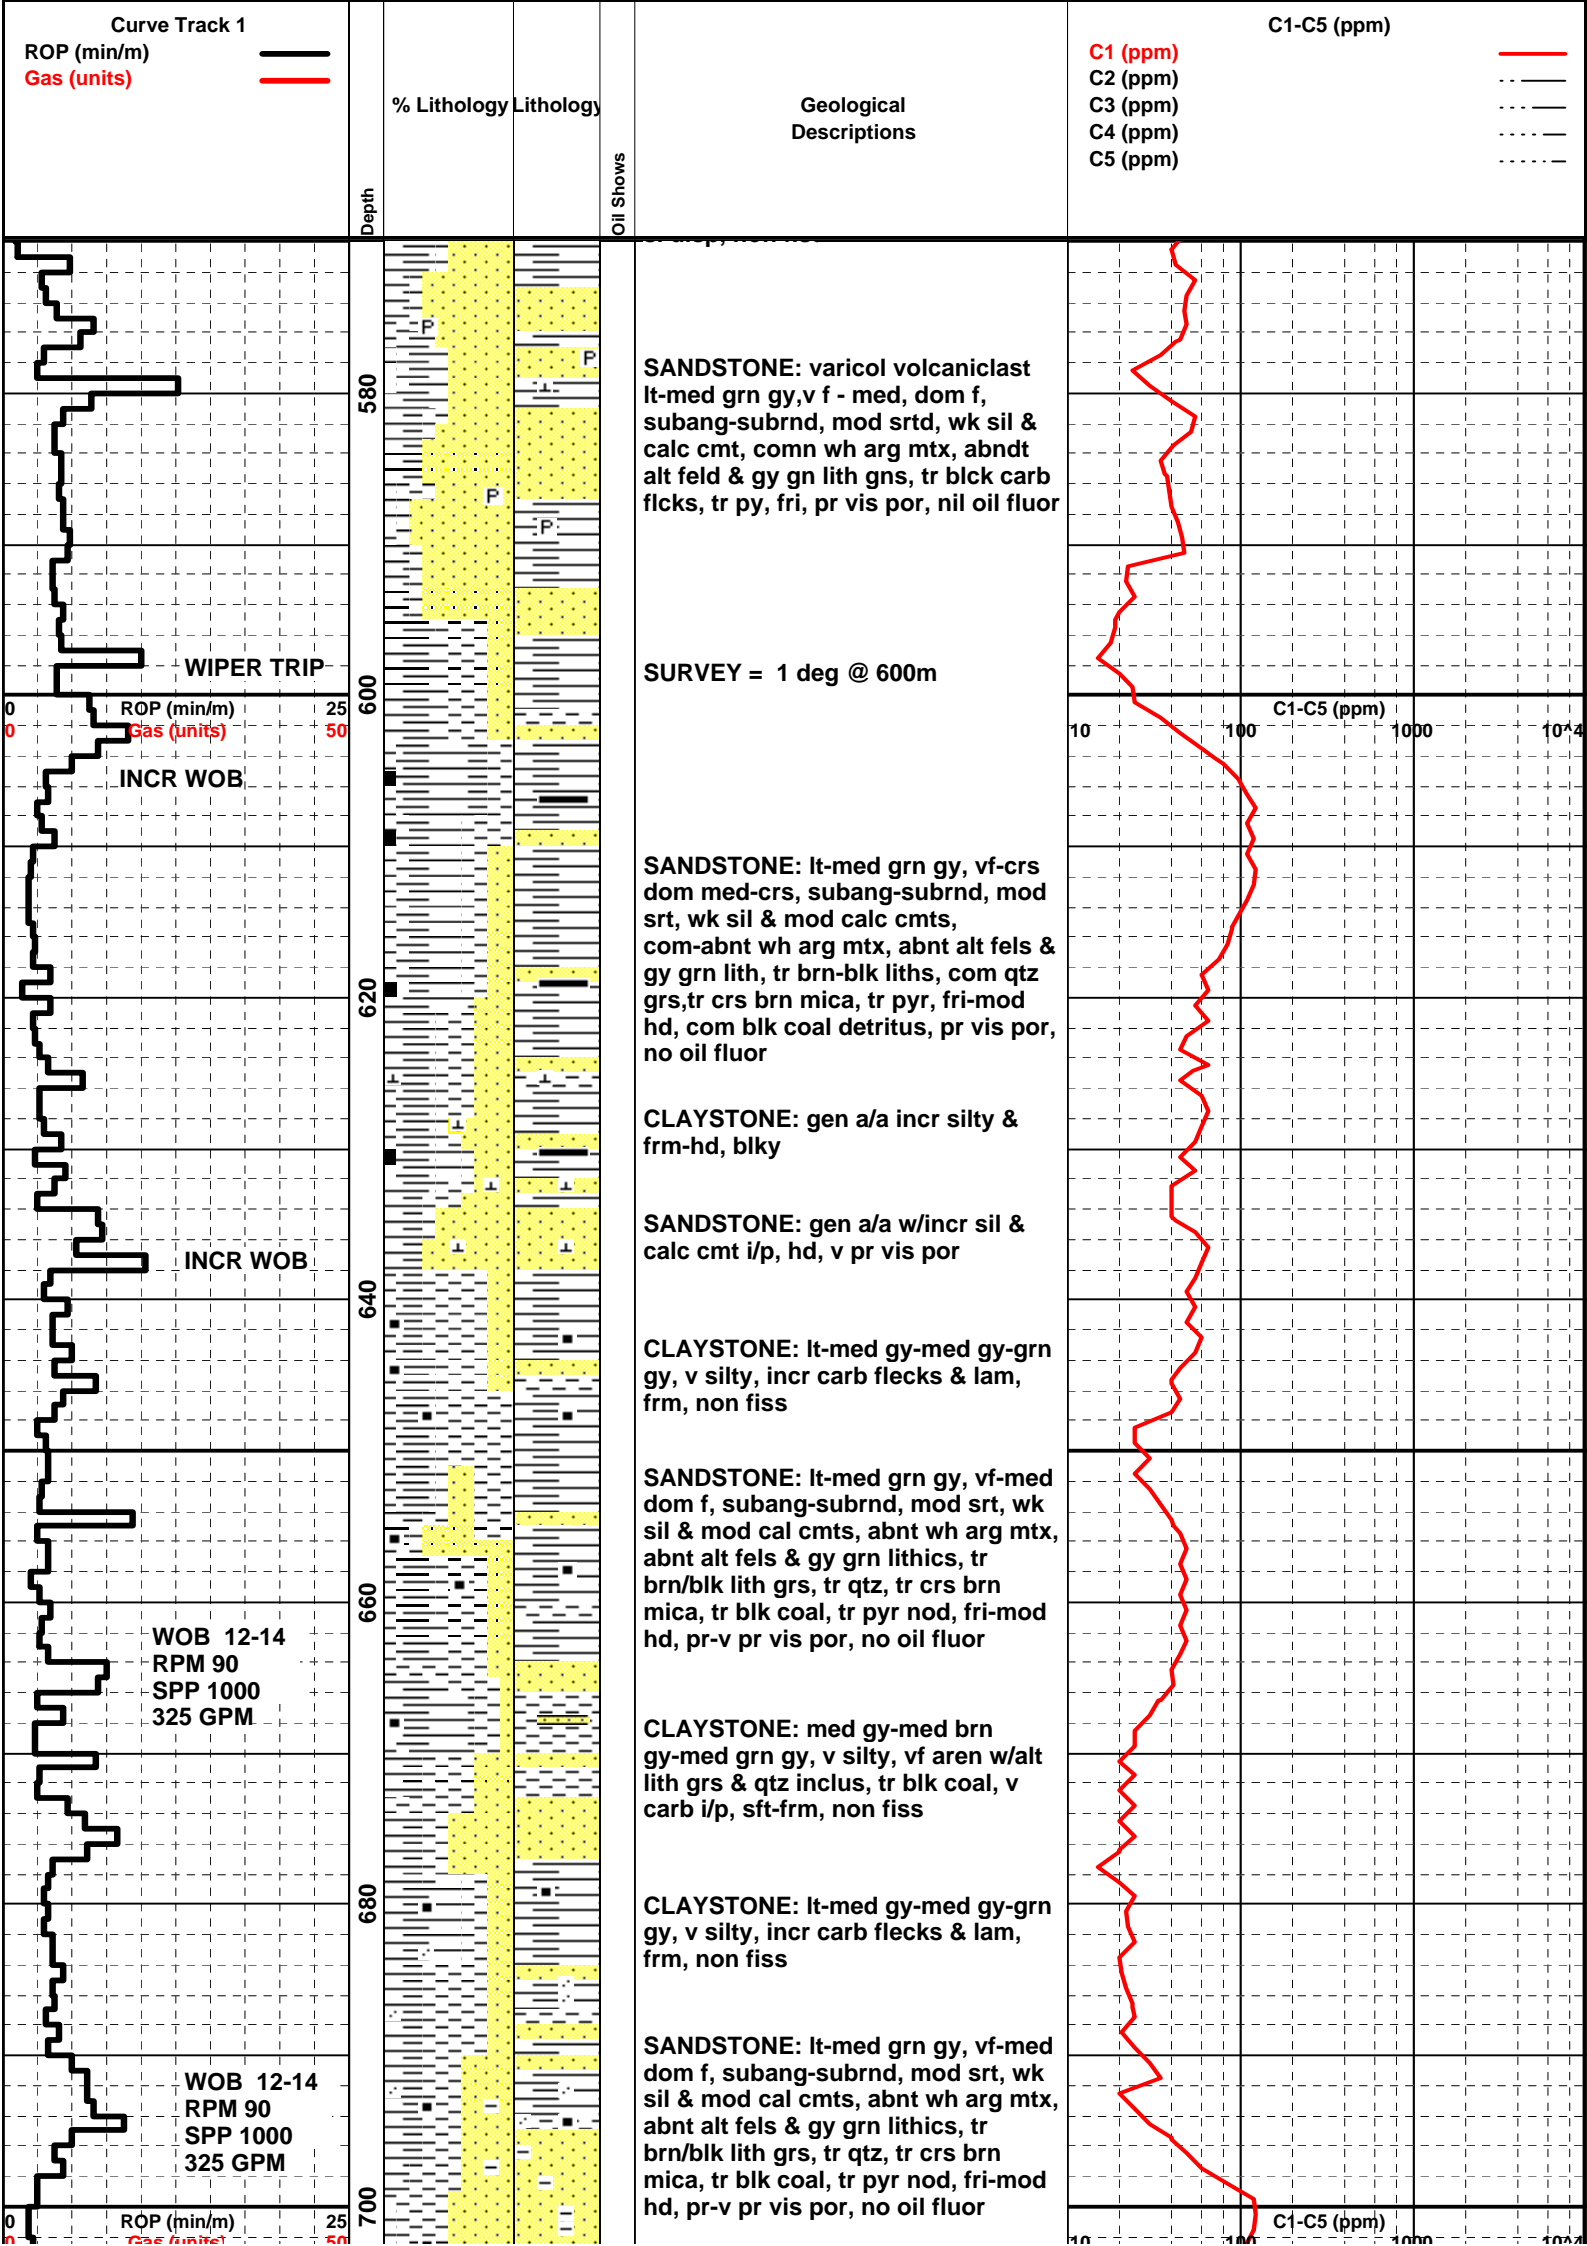 Curve Track 1
ROP (min/m)
Gas (units)
Depth
% Lithology
Lithology
Oil Shows
Geological
Descriptions
C1-C5 (ppm)
C1 (ppm)
C2 (ppm)
C3 (ppm)
C4 (ppm)
C5 (ppm)
P
P
580
SANDSTONE: varicol volcaniclast
lt-med grn gy,v f - med, dom f,
subang-subrnd, mod srtd, wk sil &
calc cmt, comn wh arg mtx, abndt
alt feld & gy gn lith gns, tr blck carb
flcks, tr py, fri, pr vis por, nil oil fluor
P
P
WIPER TRIP
SURVEY = 1 deg @ 600m
600
0 ROP (min/m) 25
0 Gas (units) 50
C1-C5 (ppm)
10 100 1000 10^4
INCR WOB
SANDSTONE: lt-med grn gy, vf-crs
dom med-crs, subang-subrnd, mod
srt, wk sil & mod calc cmts,
com-abnt wh arg mtx, abnt alt fels &
gy grn lith, tr brn-blk liths, com qtz
grs,tr crs brn mica, tr pyr, fri-mod
hd, com blk coal detritus, pr vis por,
no oil fluor
620
CLAYSTONE: gen a/a incr silty &
frm-hd, blky
SANDSTONE: gen a/a w/incr sil &
calc cmt i/p, hd, v pr vis por
INCR WOB
640
CLAYSTONE: lt-med gy-med gy-grn
gy, v silty, incr carb flecks & lam,
frm, non fiss
SANDSTONE: lt-med grn gy, vf-med
dom f, subang-subrnd, mod srt, wk
sil & mod cal cmts, abnt wh arg mtx,
abnt alt fels & gy grn lithics, tr
brn/blk lith grs, tr qtz, tr crs brn
mica, tr blk coal, tr pyr nod, fri-mod
hd, pr-v pr vis por, no oil fluor
660
WOB 12-14
RPM 90
SPP 1000
325 GPM
CLAYSTONE: med gy-med brn
gy-med grn gy, v silty, vf aren w/alt
lith grs & qtz inclus, tr blk coal, v
carb i/p, sft-frm, non fiss
680
CLAYSTONE: lt-med gy-med gy-grn
gy, v silty, incr carb flecks & lam,
frm, non fiss
SANDSTONE: lt-med grn gy, vf-med
dom f, subang-subrnd, mod srt, wk
sil & mod cal cmts, abnt wh arg mtx,
abnt alt fels & gy grn lithics, tr
brn/blk lith grs, tr qtz, tr crs brn
mica, tr blk coal, tr pyr nod, fri-mod
hd, pr-v pr vis por, no oil fluor
WOB 12-14
RPM 90
SPP 1000
325 GPM
700
0 ROP (min/m) 25
0 Gas (units) 50
C1-C5 (ppm)
10 100 1000 10^4